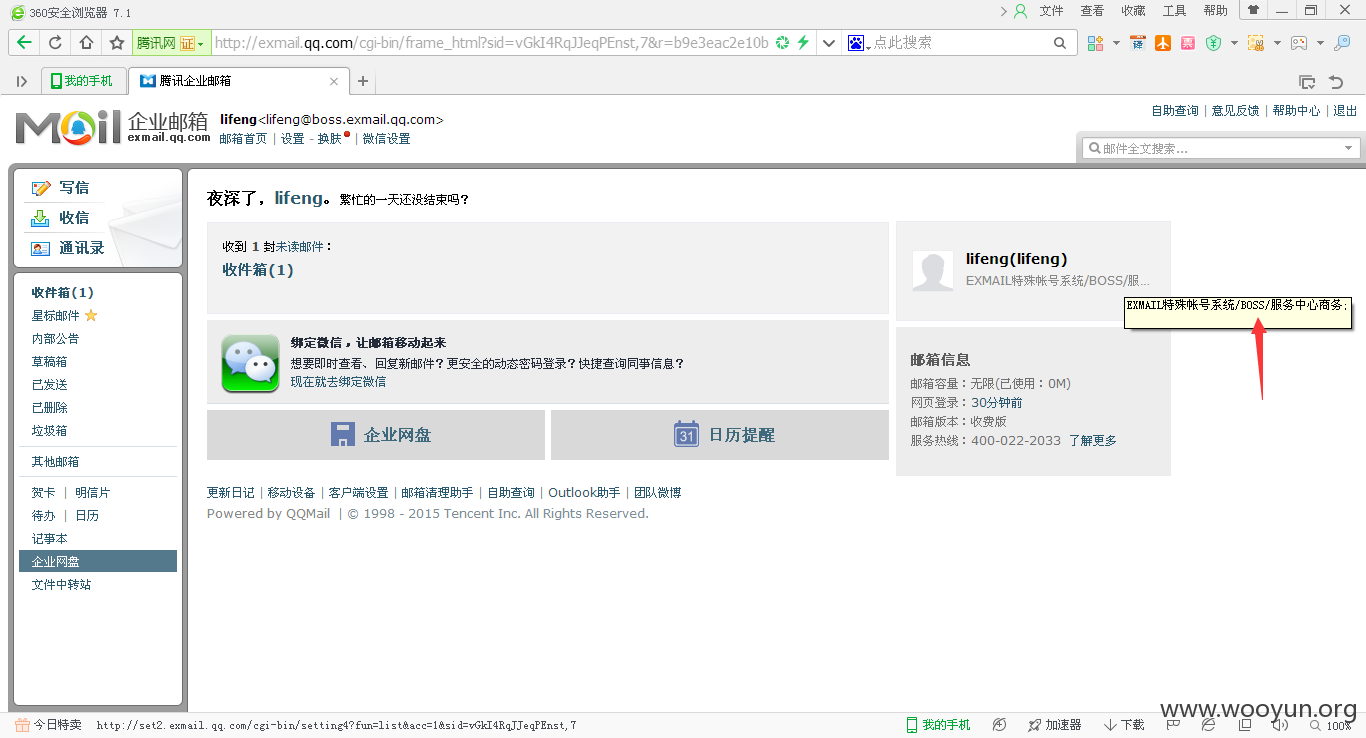 360安全浏览器 7.1
文件 查看 收藏 工具 帮助
腾讯网 证 http://exmail.qq.com/cgi-bin/frame_html?sid=vGkI4RqJJeqPEnst,7&r=b9e3eac2e10b 点此搜索
译 票
我的手机 腾讯企业邮箱
自助查询 | 意见反馈 | 帮助中心 | 退出
Mail 企业邮箱
exmail.qq.com
lifeng<lifeng@boss.exmail.qq.com>
邮箱首页 | 设置 - 换肤 | 微信设置
邮件全文搜索...
写信
收信
通讯录
收件箱(1)
星标邮件
内部公告
草稿箱
已发送
已删除
垃圾箱
其他邮箱
贺卡 | 明信片
待办 | 日历
记事本
企业网盘
文件中转站
夜深了，lifeng。繁忙的一天还没结束吗？
收到 1 封未读邮件：
收件箱(1)
绑定微信，让邮箱移动起来
想要即时查看、回复新邮件？更安全的动态密码登录？快捷查询同事信息？
现在就去绑定微信
企业网盘
31 日历提醒
lifeng(lifeng)
EXMAIL特殊帐号系统/BOSS/服...
EXMAIL特殊帐号系统/BOSS/服务中心商务;
邮箱信息
邮箱容量：无限(已使用：0M)
网页登录：30分钟前
邮箱版本：收费版
服务热线：400-022-2033 了解更多
更新日记 | 移动设备 | 客户端设置 | 邮箱清理助手 | 自助查询 | Outlook助手 | 团队微博
Powered by QQMail | © 1998 - 2015 Tencent Inc. All Rights Reserved.
www.wooyun.org
今日特卖 http://set2.exmail.qq.com/cgi-bin/setting4?fun=list&acc=1&sid=vGkI4RqJJeqPEnst,7
我的手机 加速器 下载 100%